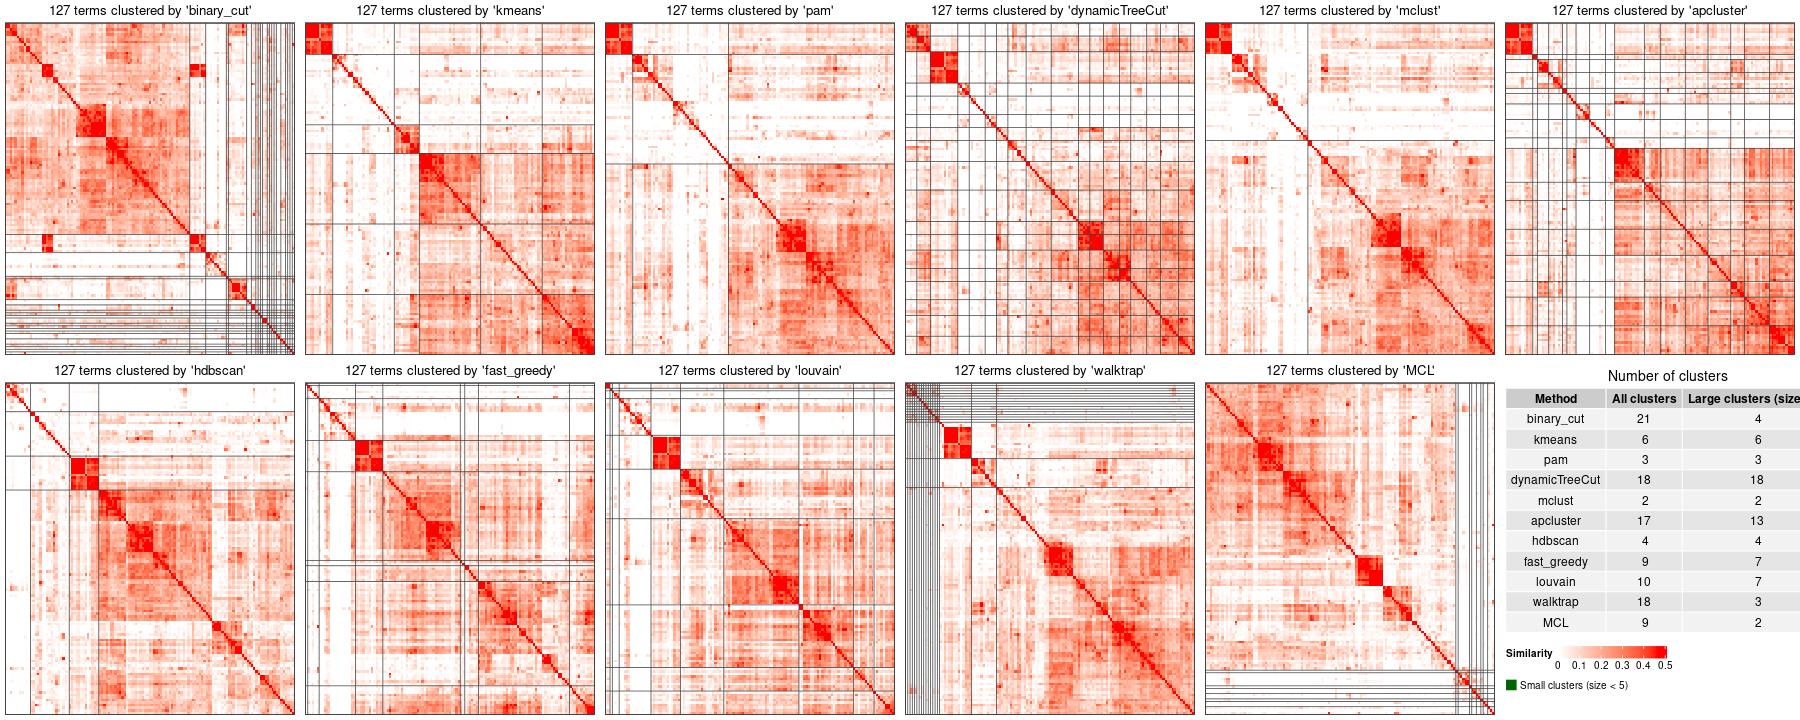 127 terms clustered by 'binary_cut'
127 terms clustered by 'kmeans'
127 terms clustered by 'pam'
127 terms clustered by 'dynamicTreeCut'
127 terms clustered by 'mclust'
127 terms clustered by 'apcluster'
127 terms clustered by 'hdbscan'
127 terms clustered by 'fast_greedy'
127 terms clustered by 'louvain'
127 terms clustered by 'walktrap'
127 terms clustered by 'MCL'
Number of clusters
Method All clusters Large clusters (size
binary_cut 21 4
kmeans 6 6
pam 3 3
dynamicTreeCut 18 18
mclust 2 2
apcluster 17 13
hdbscan 4 4
fast_greedy 9 7
louvain 10 7
walktrap 18 3
MCL 9 2
Similarity
0 0.1 0.2 0.3 0.4 0.5
Small clusters (size < 5)